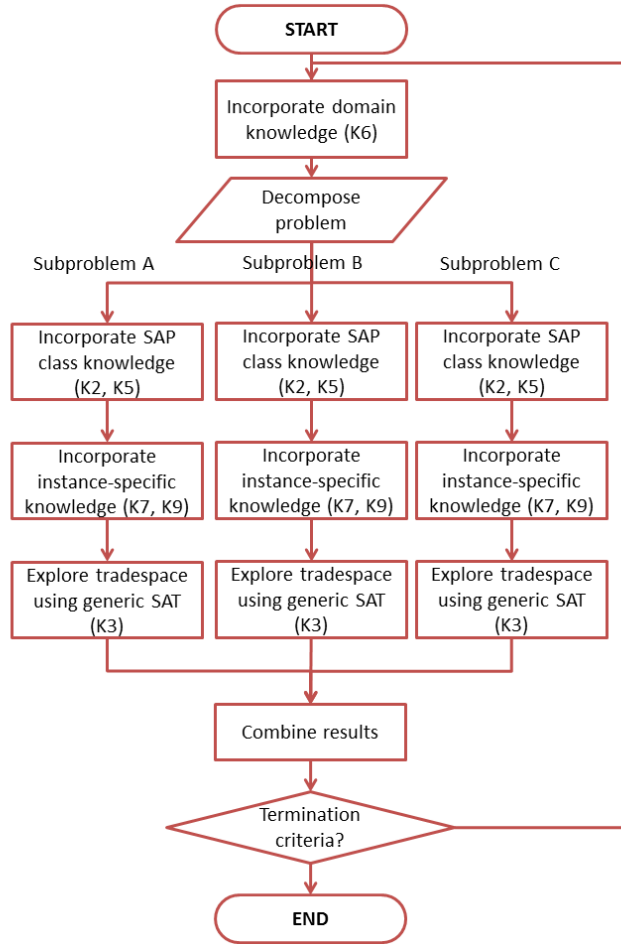 START
Incorporate domain
knowledge (K6)
Decompose
problem
Subproblem A
Subproblem B
Subproblem C
Incorporate SAP
class knowledge
(K2, K5)
Incorporate SAP
class knowledge
(K2, K5)
Incorporate SAP
class knowledge
(K2, K5)
Incorporate
instance-specific
knowledge (K7, K9)
Incorporate
instance-specific
knowledge (K7, K9)
Incorporate
instance-specific
knowledge (K7, K9)
Explore tradespace
using generic SAT
(K3)
Explore tradespace
using generic SAT
(K3)
Explore tradespace
using generic SAT
(K3)
Combine results
Termination
criteria?
END